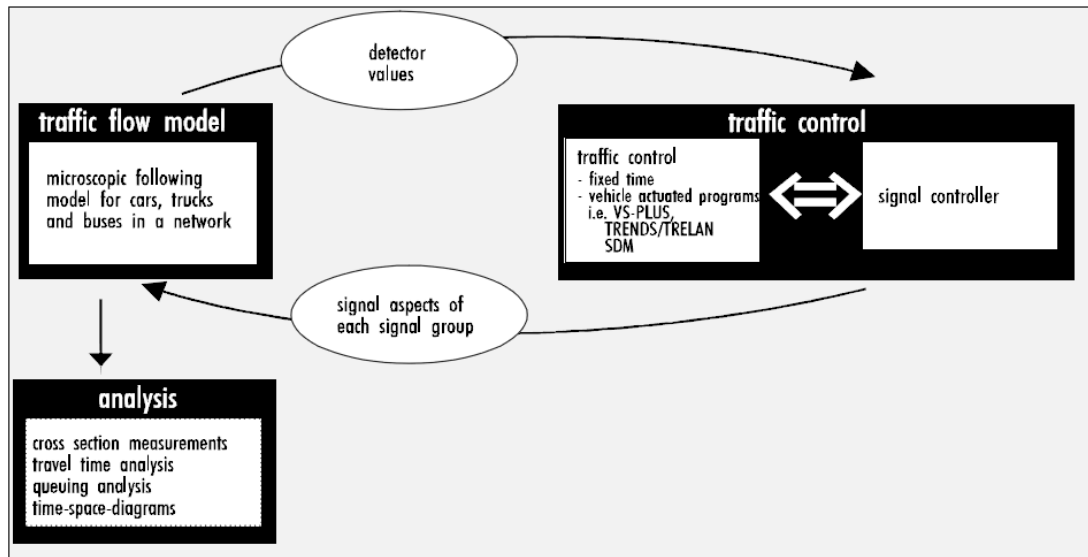 detector
values
traffic flow model
microscopic following
model for cars, trucks
and buses in a network
traffic control
traffic control
- fixed time
- vehicle actuated programs
i.e. VS-PLUS,
TRENDS/TRELAN
SDM
signal controller
signal aspects of
each signal group
analysis
cross section measurements
travel time analysis
queuing analysis
time-space-diagrams